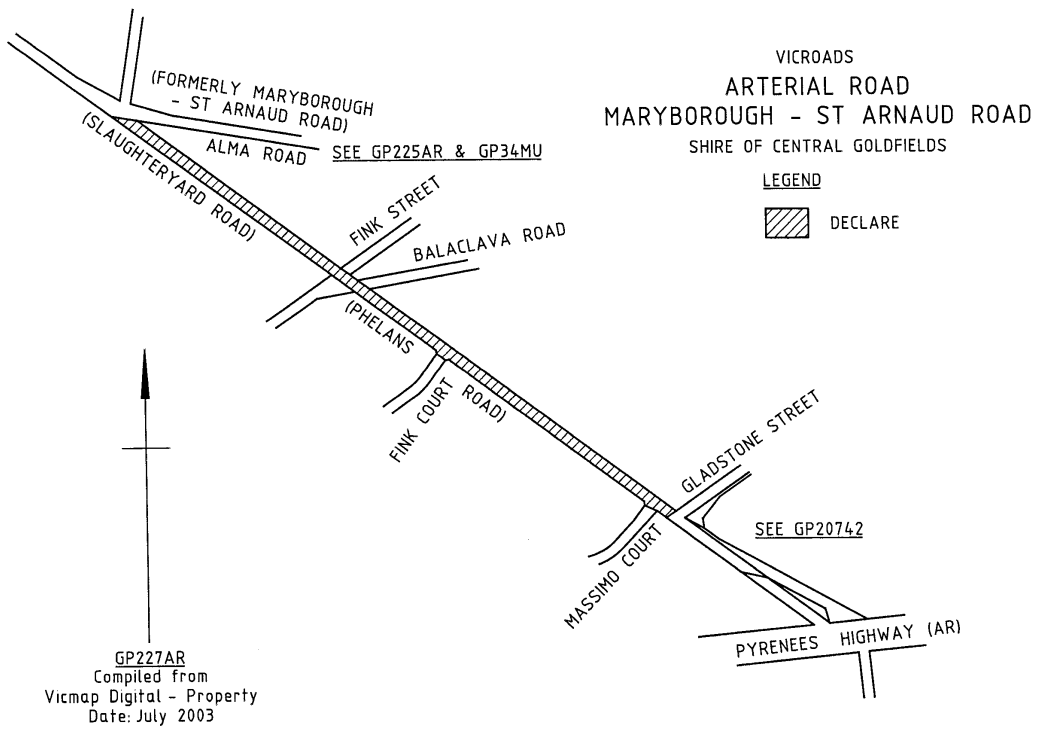 VICROADS
ARTERIAL ROAD
MARYBOROUGH - ST ARNAUD ROAD
SHIRE OF CENTRAL GOLDFIELDS
LEGEND
DECLARE
(FORMERLY MARYBOROUGH
- ST ARNAUD ROAD)
ALMA ROAD
SEE GP225AR & GP34MU
(SLAUGHTERYARD ROAD)
FINK STREET
BALACLAVA ROAD
(PHELANS ROAD)
FINK COURT
GLADSTONE STREET
SEE GP20742
MASSIMO COURT
PYRENEES HIGHWAY (AR)
GP227AR
Compiled from
Vicmap Digital - Property
Date: July 2003